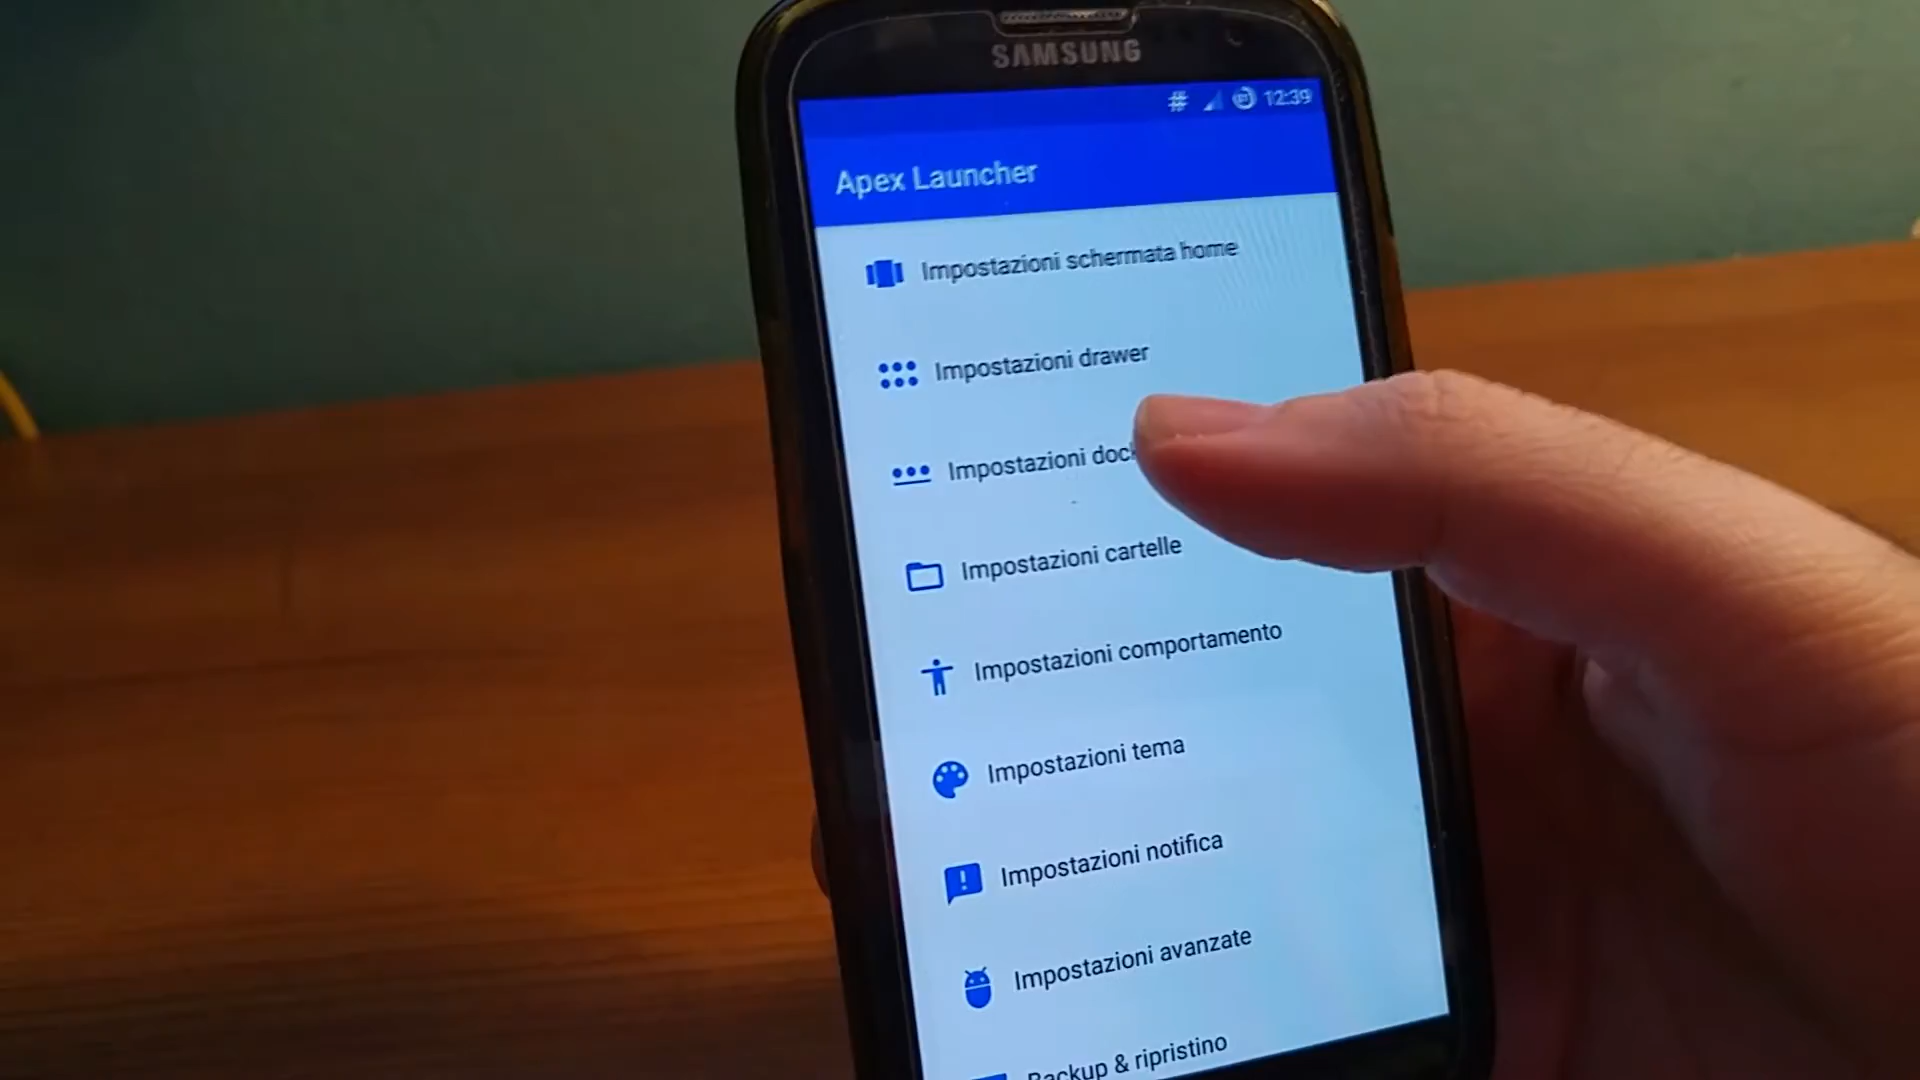 SAMSUNG
# 12:39
Apex Launcher
Impostazioni schermata home
Impostazioni drawer
Impostazioni dock
Impostazioni cartelle
Impostazioni comportamento
Impostazioni tema
Impostazioni notifica
Impostazioni avanzate
Backup & ripristino